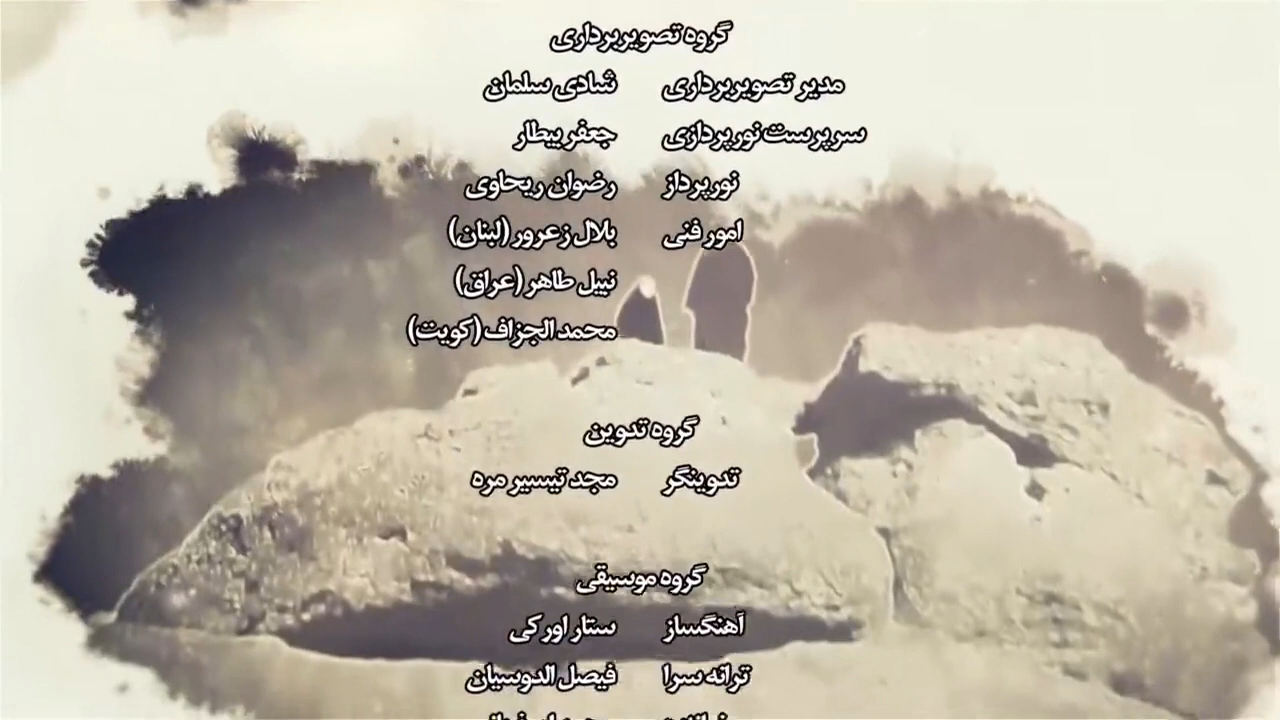 گروه تصویربرداری
مدیر تصویربرداری شادی سلمان
سرپرست نورپردازی جعفر بیطار
نورپرداز رضوان ریحاوی
امور فنی بلال زعرور (لبنان)
نبیل طاهر (عراق)
محمد الجزاف (کویت)
گروه تدوین
تدوینگر مجد تیسیر مره
گروه موسیقی
آهنگساز ستار اورکی
ترانه سرا فیصل الدوسیان